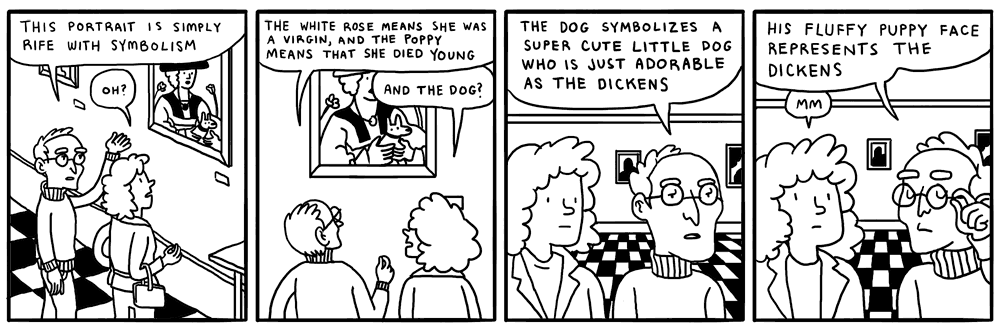 THIS PORTRAIT IS SIMPLY
RIFE WITH SYMBOLISM
OH?
THE WHITE ROSE MEANS SHE WAS
A VIRGIN, AND THE POPPY
MEANS THAT SHE DIED YOUNG
AND THE DOG?
THE DOG SYMBOLIZES A
SUPER CUTE LITTLE DOG
WHO IS JUST ADORABLE
AS THE DICKENS
HIS FLUFFY PUPPY FACE
REPRESENTS THE
DICKENS
MM